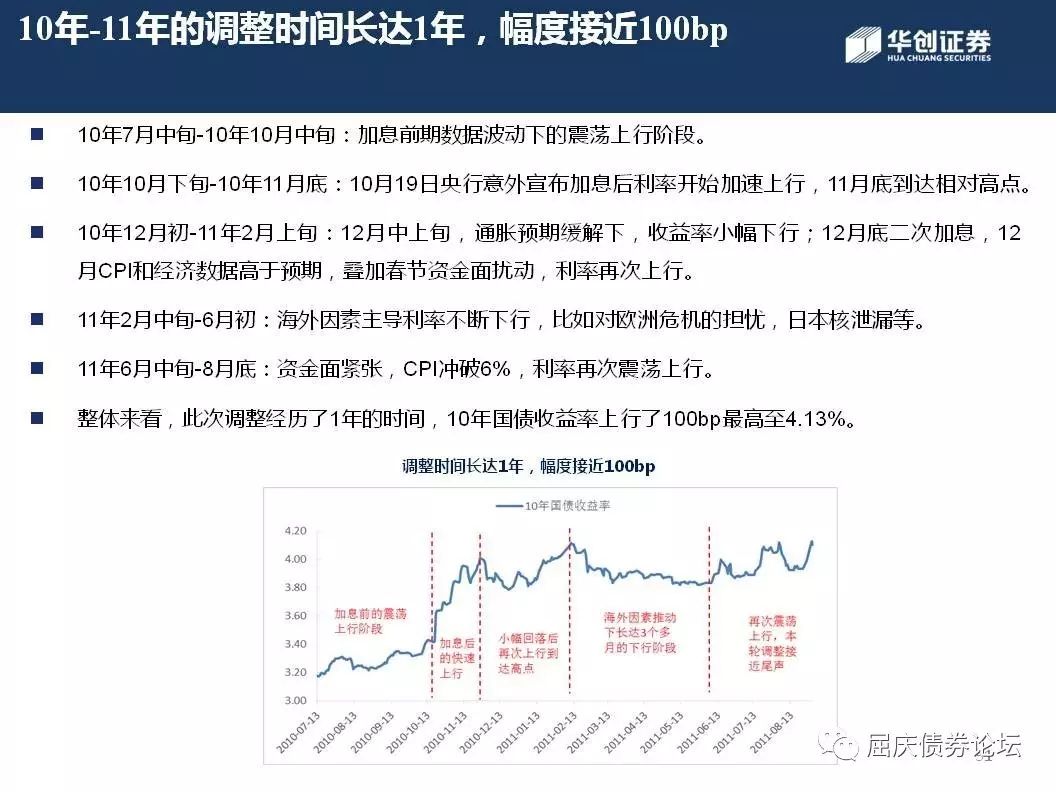 10年-11年的调整时间长达1年，幅度接近100bp
华创证券
HUA CHUANG SECURITIES
10年7月中旬-10年10月中旬：加息前期数据波动下的震荡上行阶段。
10年10月下旬-10年11月底：10月19日央行意外宣布加息后利率开始加速上行，11月底到达相对高点。
10年12月初-11年2月上旬：12月中上旬，通胀预期缓解下，收益率小幅下行；12月底二次加息，12
月CPI和经济数据高于预期，叠加春节资金面扰动，利率再次上行。
11年2月中旬-6月初：海外因素主导利率不断下行，比如对欧洲危机的担忧，日本核泄漏等。
11年6月中旬-8月底：资金面紧张，CPI冲破6%，利率再次震荡上行。
整体来看，此次调整经历了1年的时间，10年国债收益率上行了100bp最高至4.13%。
调整时间长达1年，幅度接近100bp
10年国债收益率
4.20
4.00
3.80
3.60
3.40
3.20
3.00
加息前的震荡
上行阶段
加息后
的快速
上行
小幅回落后
再次上行到
达高点
海外因素推动
下长达3个多
月的下行阶段
再次震荡
上行，本
轮调整接
近尾声
2010-07-13
2010-08-13
2010-09-13
2010-10-13
2010-11-13
2010-12-13
2011-01-13
2011-02-13
2011-03-13
2011-04-13
2011-05-13
2011-06-13
2011-07-13
2011-08-13
屈庆债券论坛